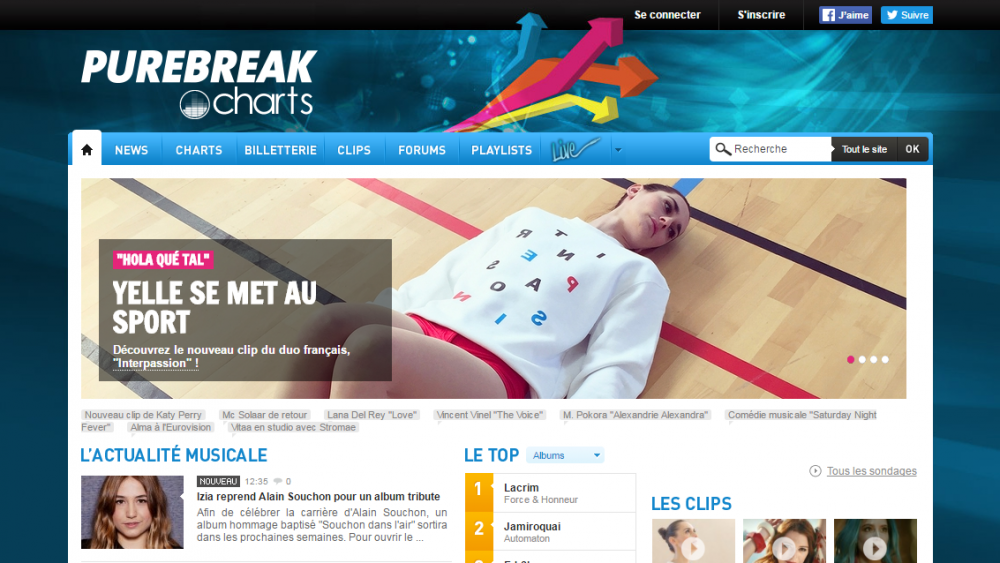 Se connecter
S'inscrire
J'aime
Suivre
PUREBREAK
charts
NEWS
CHARTS
BILLETTERIE
CLIPS
FORUMS
PLAYLISTS
Live
Recherche
Tout le site
OK
"HOLA QUÉ TAL"
YELLE SE MET AU
SPORT
Découvrez le nouveau clip du duo français,
"Interpassion" !
Nouveau clip de Katy Perry Mc Solaar de retour Lana Del Rey "Love" Vincent Vinel "The Voice" M. Pokora "Alexandrie Alexandra" Comédie musicale "Saturday Night
Fever" Alma à l'Eurovision Vitaa en studio avec Stromae
L'ACTUALITÉ MUSICALE
NOUVEAU 12:35 0
Izia reprend Alain Souchon pour un album tribute
Afin de célébrer la carrière d'Alain Souchon, un
album hommage baptisé "Souchon dans l'air" sortira
dans les prochaines semaines. Pour ouvrir le ...
LE TOP Albums
1 Lacrim
Force & Honneur
2 Jamiroquai
Automaton
Tous les sondages
LES CLIPS